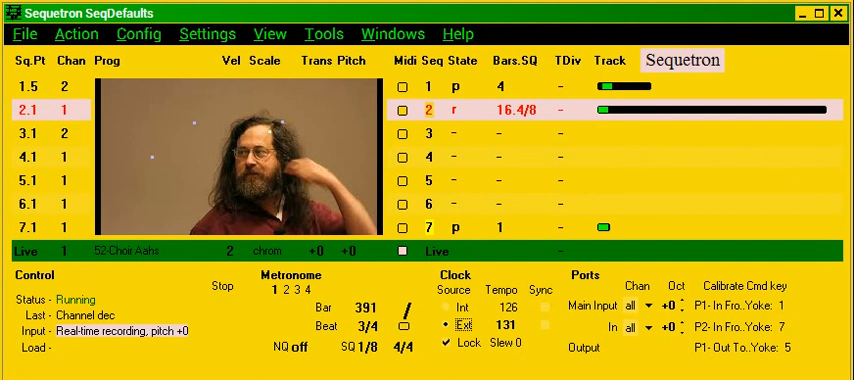 Sequetron SeqDefaults
File Action Config Settings View Tools Windows Help
Sq.Pt Chan Prog Vel Scale Trans Pitch Midi Seq State Bars.SQ TDiv Track Sequetron
1.5 2 1 p 4 -
2.1 1 2 r 16.4/8 -
3.1 2 3 - - -
4.1 1 4 - - -
5.1 1 5 - - -
6.1 1 6 - - -
7.1 1 7 p 1 -
Live 1 52-Choir Aahs 2 chrom +0 +0 Live -
Control Metronome Clock Ports
Stop 1 2 3 4 Source Tempo Sync Chan Oct Calibrate Cmd key
Status - Running Bar 391 / Int 126 Main Input all +0 P1- In Fro..Yoke: 1
Last - Channel dec
Input - Real-time recording, pitch +0 Beat 3/4 Ext 131 In all +0 P2- In Fro..Yoke: 7
Load - NQ off SQ 1/8 4/4 Lock Slew 0 Output P1- Out To..Yoke: 5